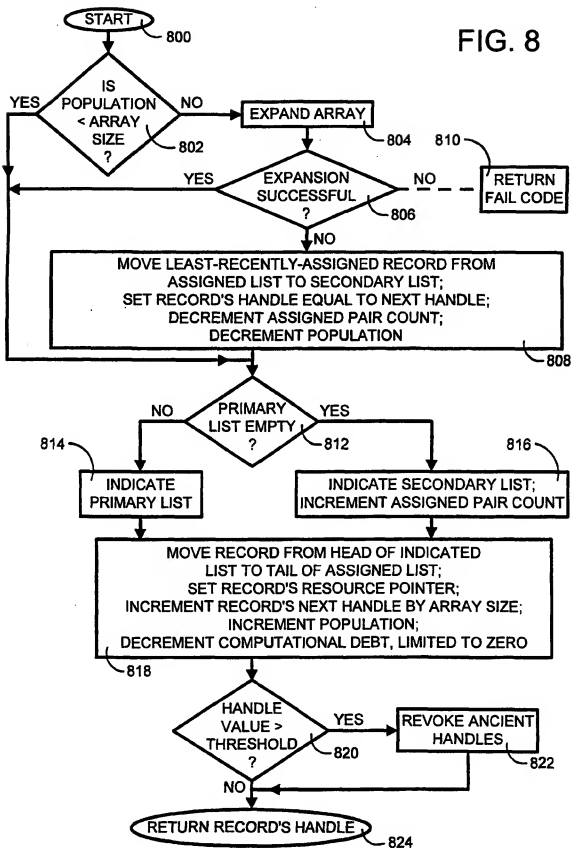 START
800
FIG. 8
IS
POPULATION
< ARRAY
SIZE
?
802
YES
NO
EXPAND ARRAY
804
EXPANSION
SUCCESSFUL
?
806
YES
NO
810
RETURN
FAIL CODE
NO
MOVE LEAST-RECENTLY-ASSIGNED RECORD FROM
ASSIGNED LIST TO SECONDARY LIST;
SET RECORD'S HANDLE EQUAL TO NEXT HANDLE;
DECREMENT ASSIGNED PAIR COUNT;
DECREMENT POPULATION
808
PRIMARY
LIST EMPTY
?
812
NO
YES
814
INDICATE
PRIMARY LIST
816
INDICATE SECONDARY LIST;
INCREMENT ASSIGNED PAIR COUNT
MOVE RECORD FROM HEAD OF INDICATED
LIST TO TAIL OF ASSIGNED LIST;
SET RECORD'S RESOURCE POINTER;
INCREMENT RECORD'S NEXT HANDLE BY ARRAY SIZE;
INCREMENT POPULATION;
DECREMENT COMPUTATIONAL DEBT, LIMITED TO ZERO
818
HANDLE
VALUE >
THRESHOLD
?
820
YES
REVOKE ANCIENT
HANDLES
822
NO
RETURN RECORD'S HANDLE
824